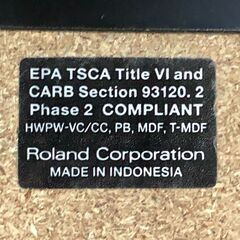 EPA TSCA Title VI and
CARB Section 93120. 2
Phase 2 COMPLIANT
HWPW-VC/CC, PB, MDF, T-MDF
Roland Corporation
MADE IN INDONESIA